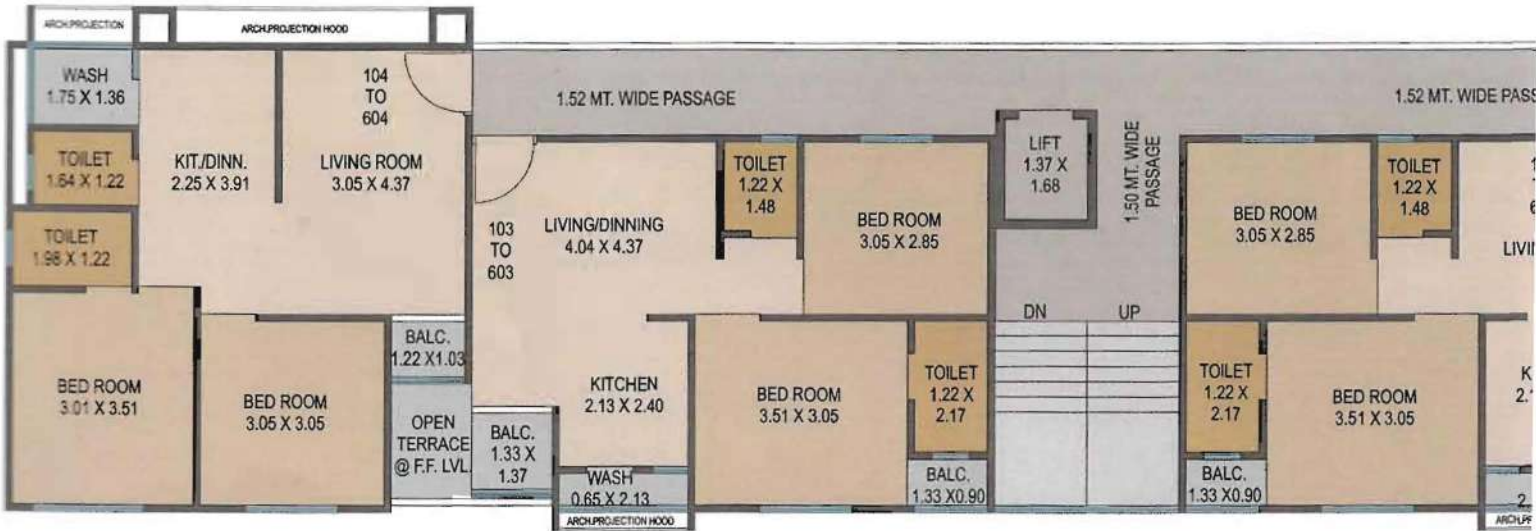 ARCH.PROJECTION
ARCH.PROJECTION HOOD
WASH
1.75 X 1.36
TOILET
1.64 X 1.22
TOILET
1.98 X 1.22
KIT./DINN.
2.25 X 3.91
104
TO
604
LIVING ROOM
3.05 X 4.37
BED ROOM
3.01 X 3.51
BED ROOM
3.05 X 3.05
BALC.
1.22 X1.03
OPEN
TERRACE
@ F.F. LVL.
1.52 MT. WIDE PASSAGE
103
TO
603
LIVING/DINNING
4.04 X 4.37
TOILET
1.22 X
1.48
BED ROOM
3.05 X 2.85
KITCHEN
2.13 X 2.40
BALC.
1.33 X
1.37
WASH
0.65 X 2.13
ARCH.PROJECTION HOOD
BED ROOM
3.51 X 3.05
TOILET
1.22 X
2.17
BALC.
1.33 X0.90
LIFT
1.37 X
1.68
1.50 MT. WIDE
PASSAGE
DN
UP
1.52 MT. WIDE PASS
BED ROOM
3.05 X 2.85
TOILET
1.22 X
1.48
TOILET
1.22 X
2.17
BALC.
1.33 X0.90
BED ROOM
3.51 X 3.05